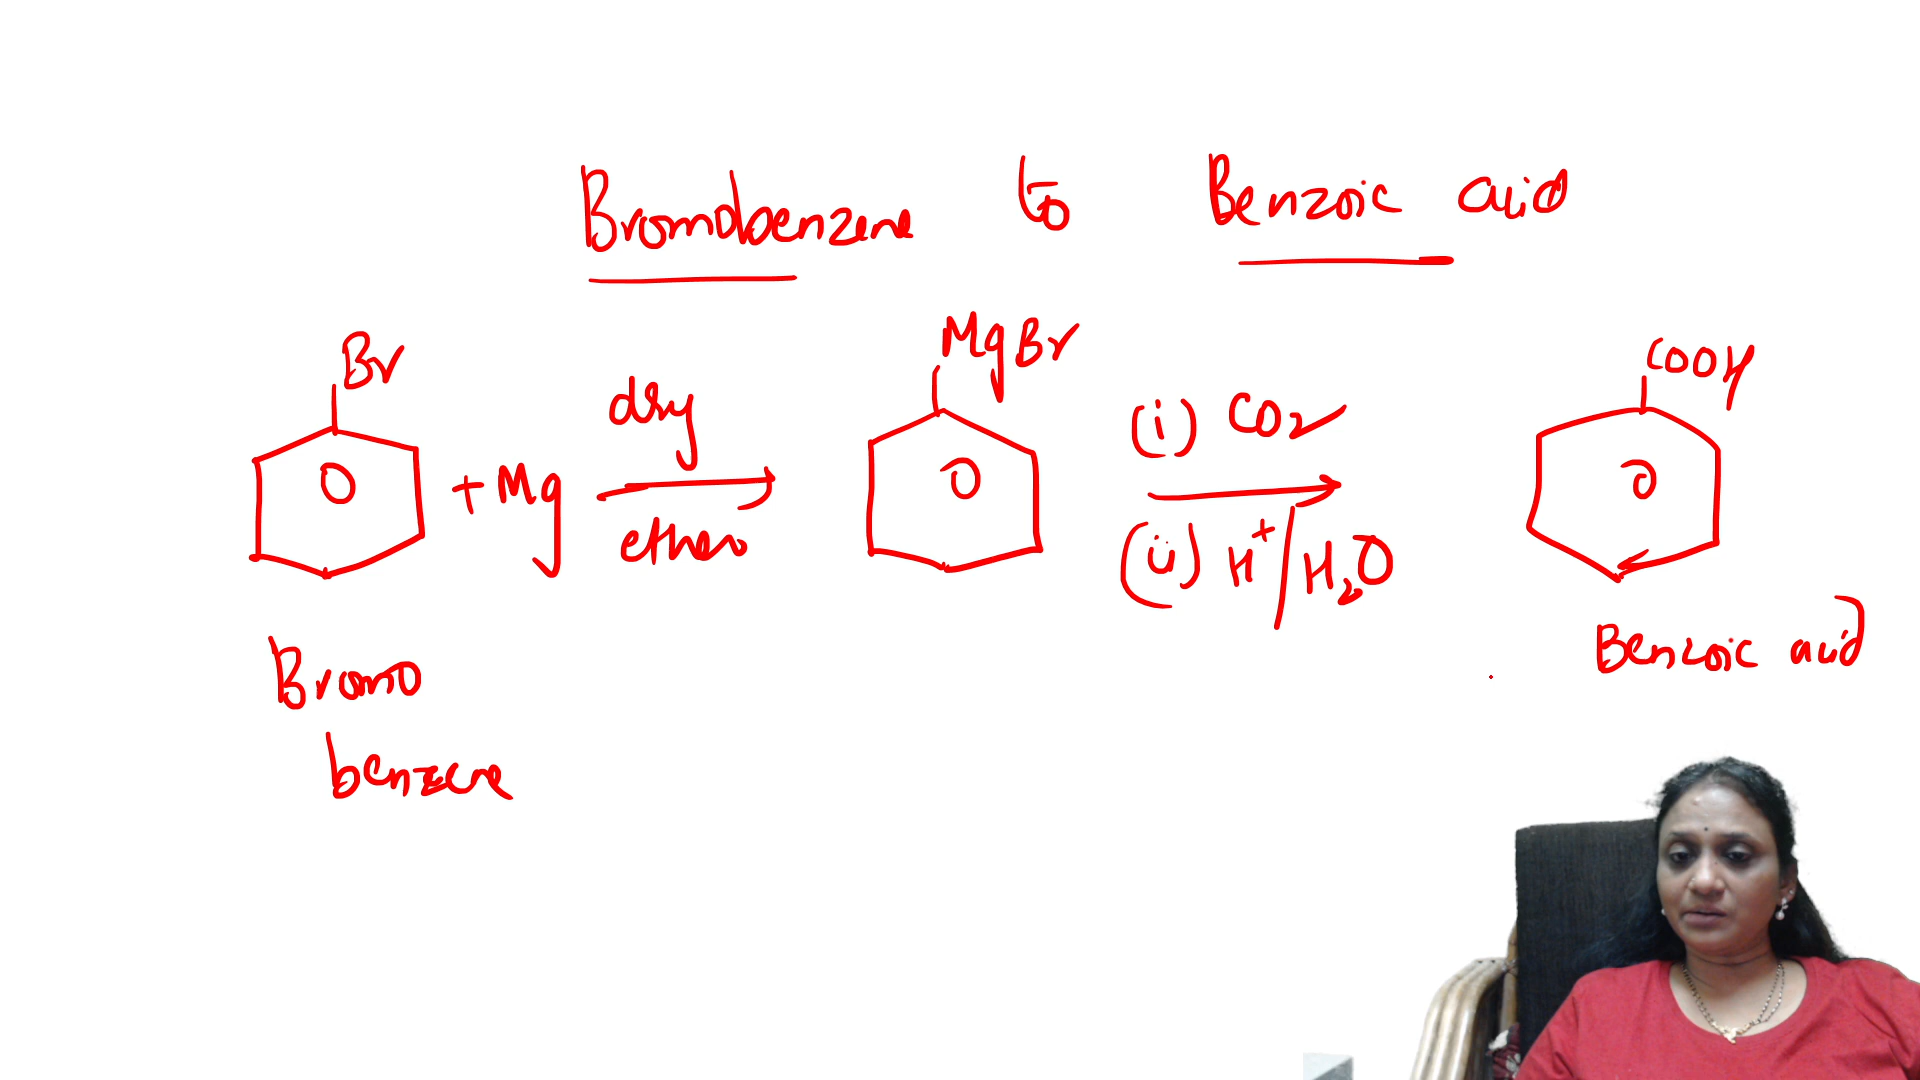 Bromobenzene to Benzoic acid
Br
+ Mg
dry
ether
MgBr
(i) CO2
(ii) H+/H2O
COOH
Bromo
benzene
Benzoic acid